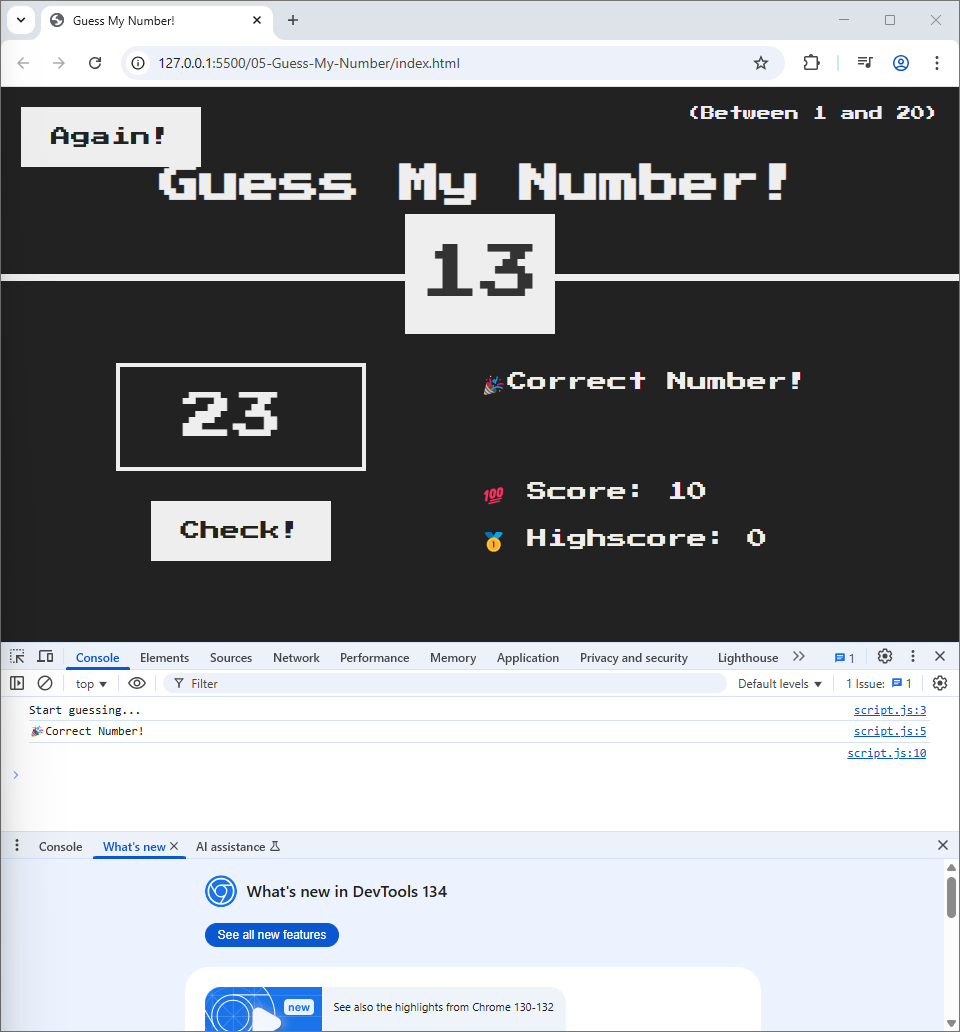 Guess My Number!
127.0.0.1:5500/05-Guess-My-Number/index.html
Again!
(Between 1 and 20)
Guess My Number!
13
23
🎉Correct Number!
Check!
💯 Score: 10
🥇 Highscore: 0
Console Elements Sources Network Performance Memory Application Privacy and security Lighthouse 1
top Filter Default levels 1 Issue: 1
Start guessing... script.js:3
🎉Correct Number! script.js:5
script.js:10
Console What's new AI assistance
What's new in DevTools 134
See all new features
new See also the highlights from Chrome 130-132